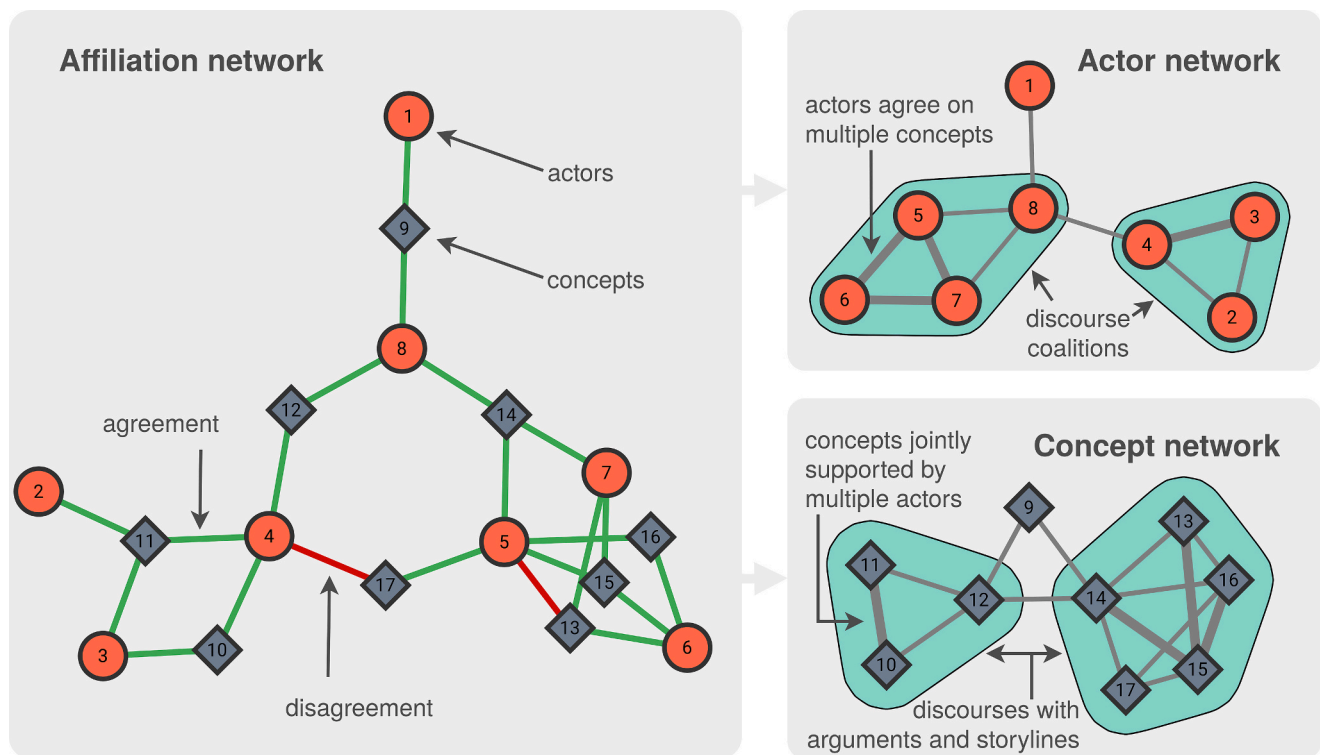 Affiliation network
1
actors
9
concepts
8
12
14
agreement
7
2
11
4
5
16
17
15
13
3
10
6
disagreement
Actor network
1
actors agree on
multiple concepts
5
8
3
4
6
7
2
discourse
coalitions
Concept network
concepts jointly
supported by
multiple actors
9
13
11
16
12
14
10
15
17
discourses with
arguments and storylines